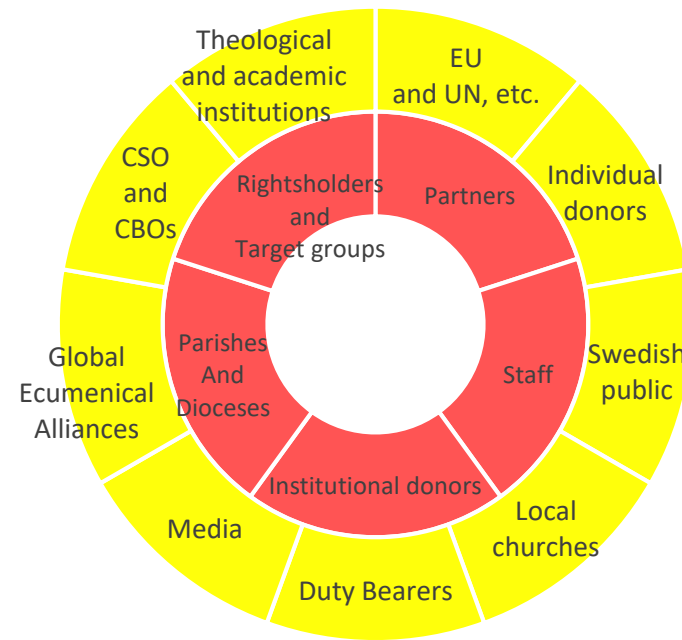 Theological
and academic
institutions
EU
and UN, etc.
CSO
and
CBOs
Individual
donors
Rightsholders
and
Target groups
Partners
Global
Ecumenical
Alliances
Parishes
And
Dioceses
Staff
Swedish
public
Institutional donors
Media
Local
churches
Duty Bearers